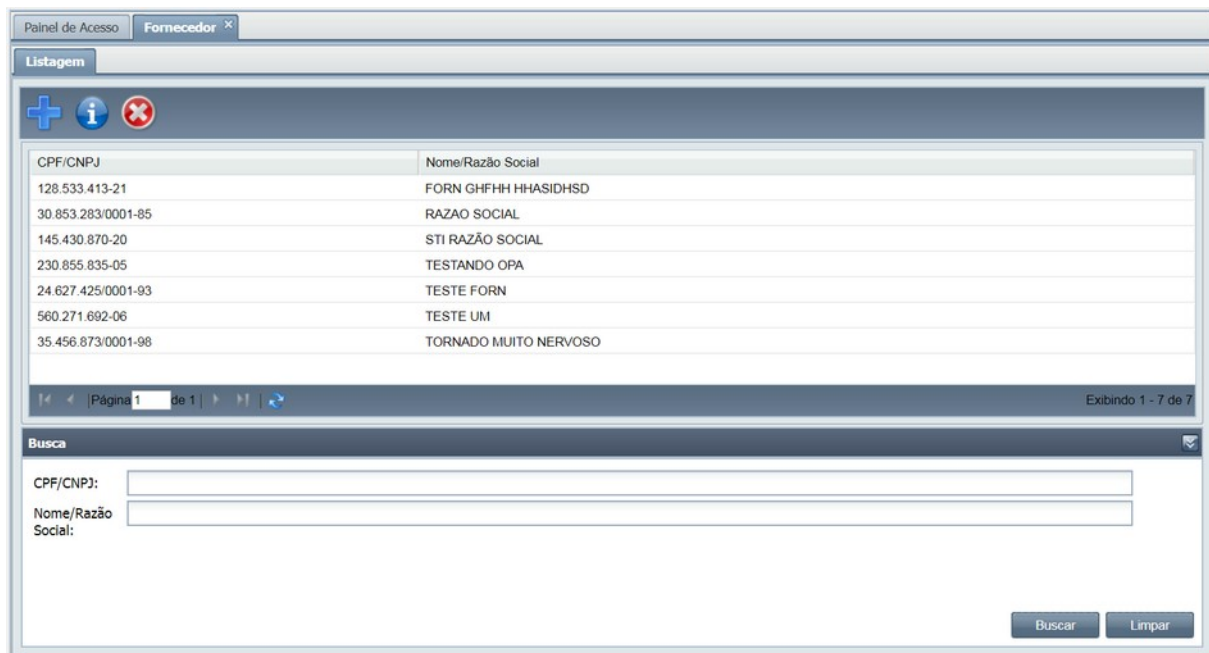 Painel de Acesso Fornecedor
Listagem
CPF/CNPJ Nome/Razão Social
128.533.413-21 FORN GHFHH HHASIDHSD
30.853.283/0001-85 RAZAO SOCIAL
145.430.870-20 STI RAZÃO SOCIAL
230.855.835-05 TESTANDO OPA
24.627.425/0001-93 TESTE FORN
560.271.692-06 TESTE UM
35.456.873/0001-98 TORNADO MUITO NERVOSO
Página 1 de 1 Exibindo 1 - 7 de 7
Busca
CPF/CNPJ:
Nome/Razão
Social:
Buscar Limpar